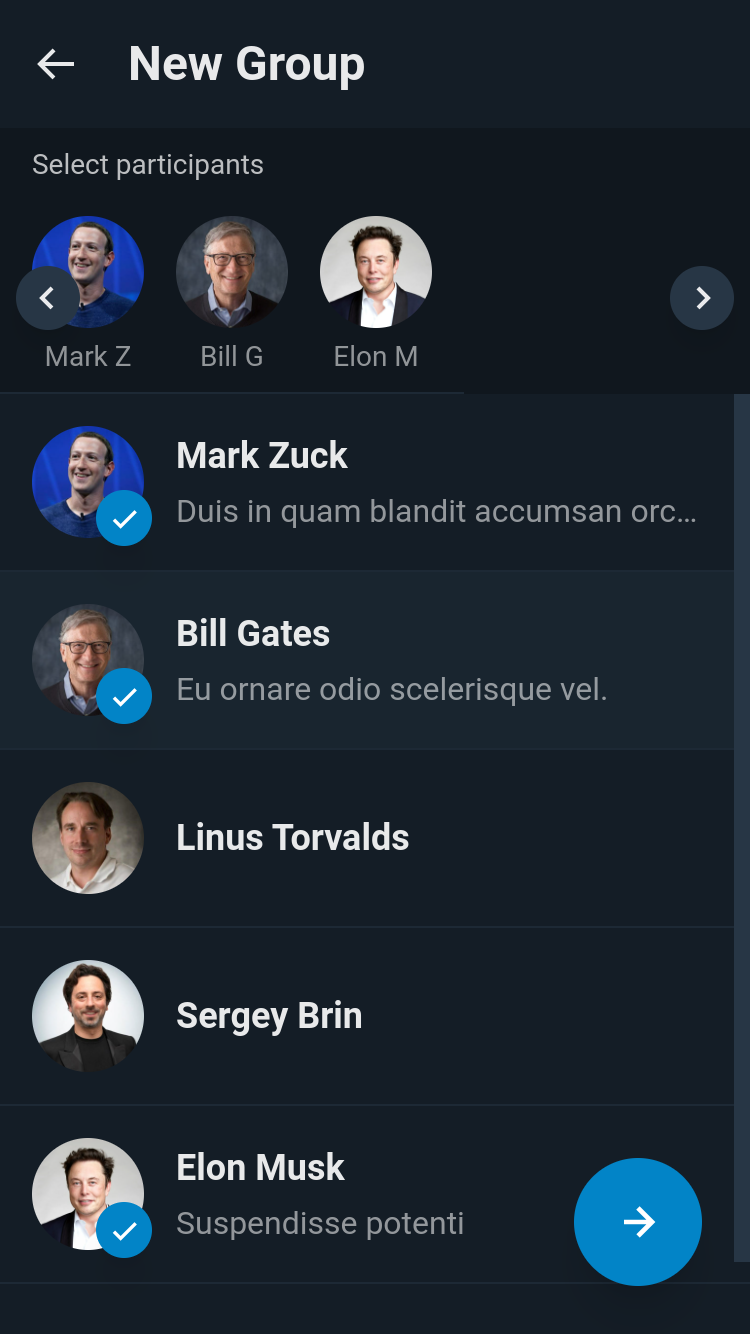 New Group
Select participants
Mark Z
Bill G
Elon M
Mark Zuck
Duis in quam blandit accumsan orc...
Bill Gates
Eu ornare odio scelerisque vel.
Linus Torvalds
Sergey Brin
Elon Musk
Suspendisse potenti